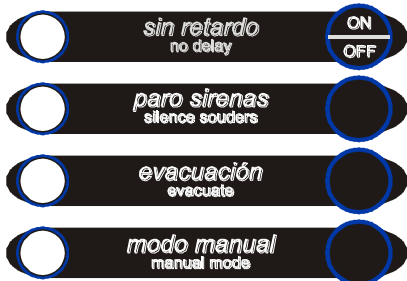 sin retardo
no delay
ON
OFF
paro sirenas
silence souders
evacuación
evacuate
modo manual
manual mode